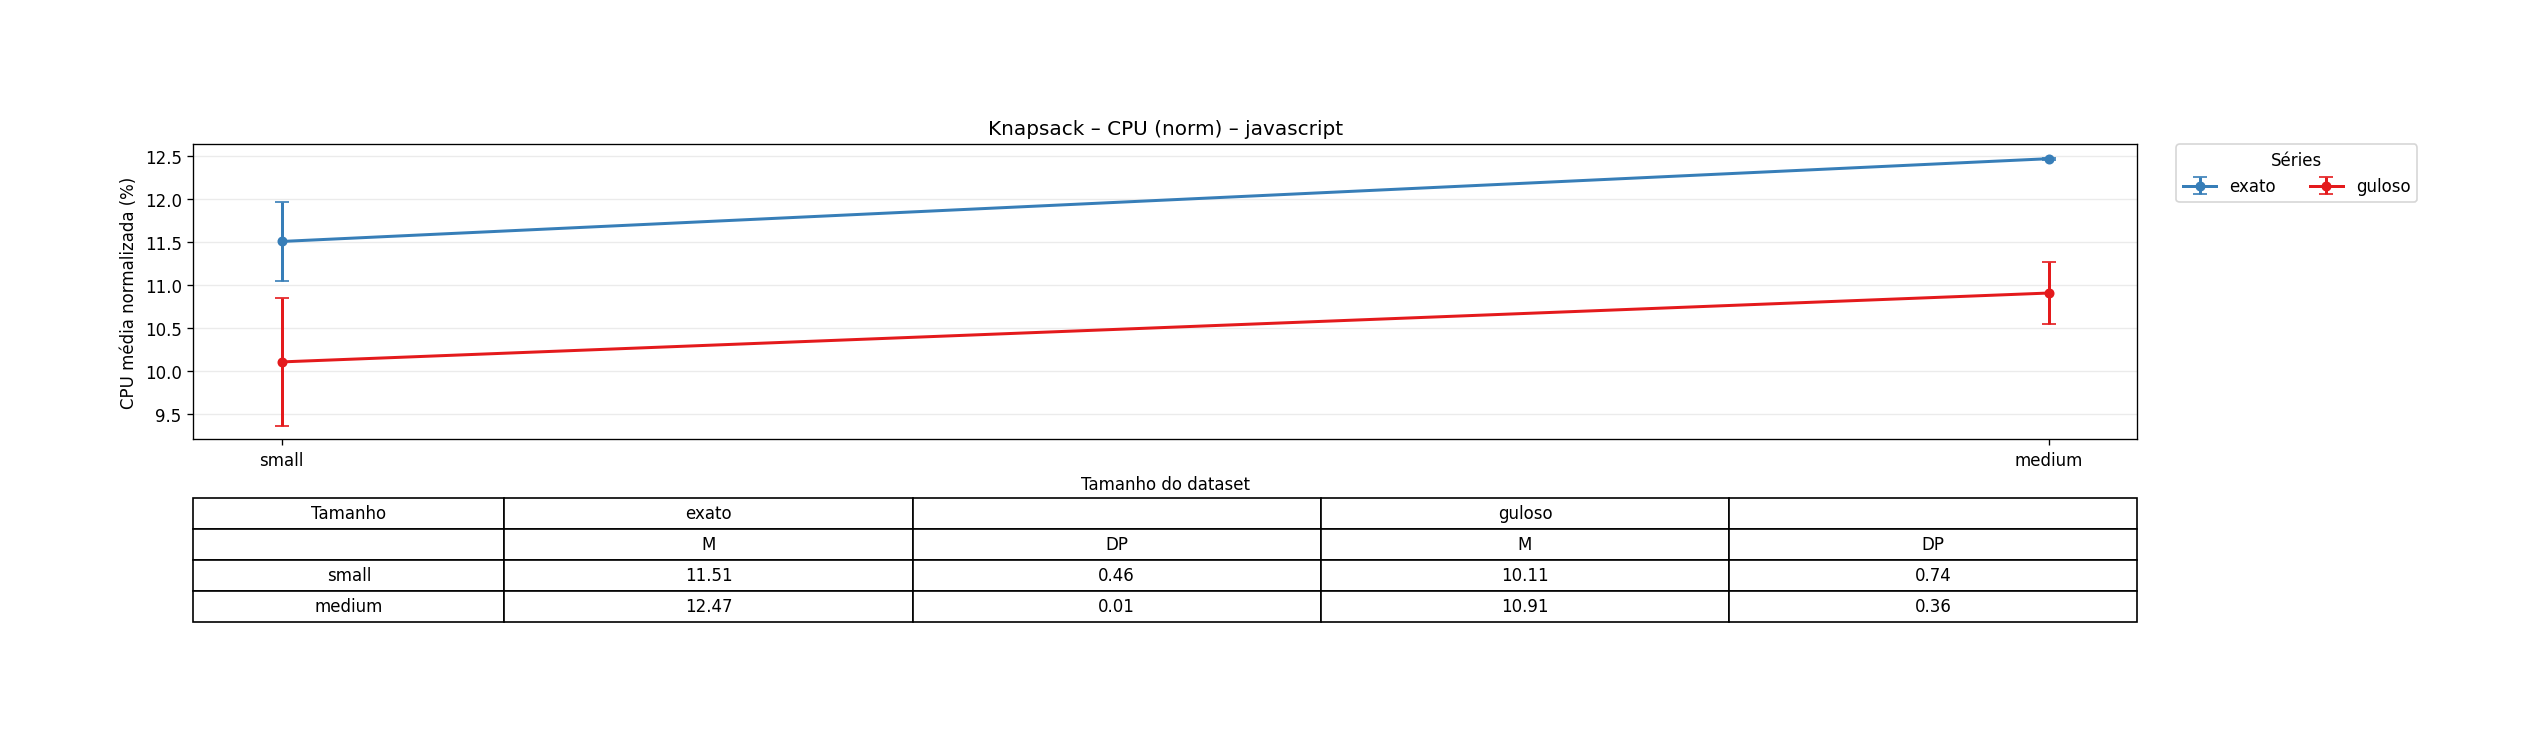 Knapsack – CPU (norm) – javascript
CPU média normalizada (%)
12.5
12.0
11.5
11.0
10.5
10.0
9.5
small medium
Tamanho do dataset
Séries
exato guloso
Tamanho exato guloso
M DP M DP
small 11.51 0.46 10.11 0.74
medium 12.47 0.01 10.91 0.36